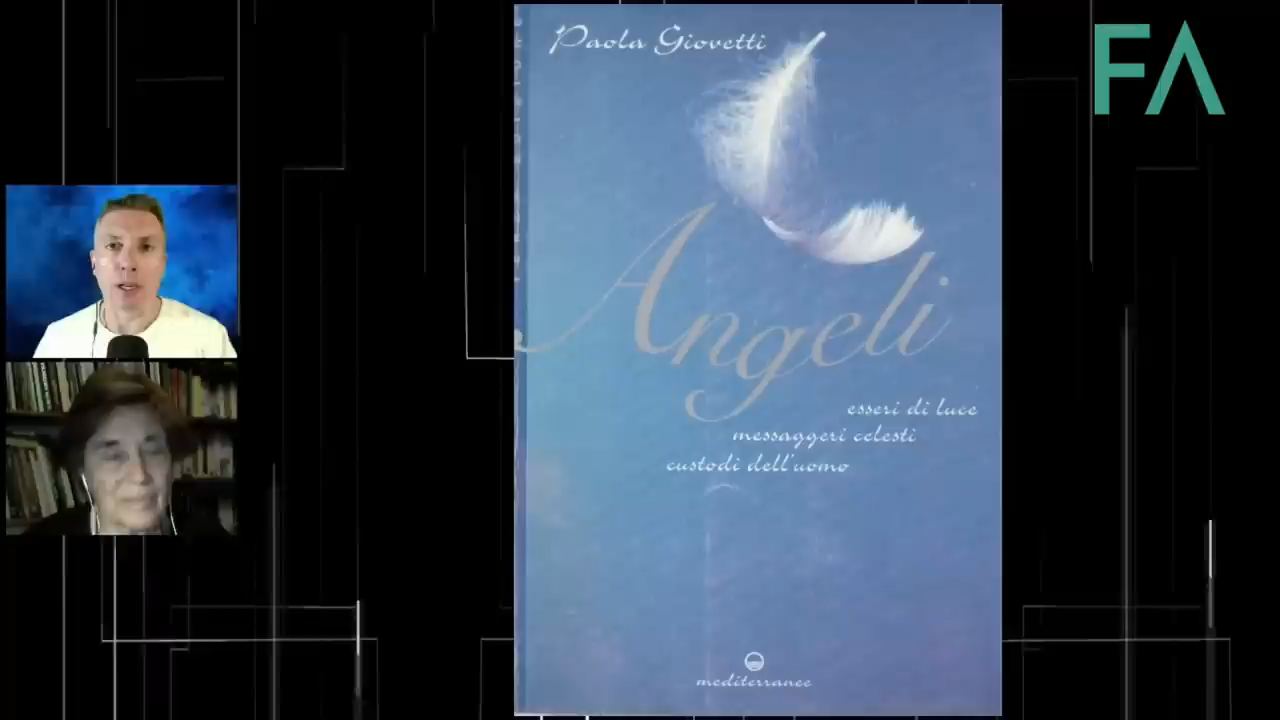 Paola Giovetti
FA
Angeli
esseri di luce
messaggeri celesti
custodi dell'uomo
mediterranee